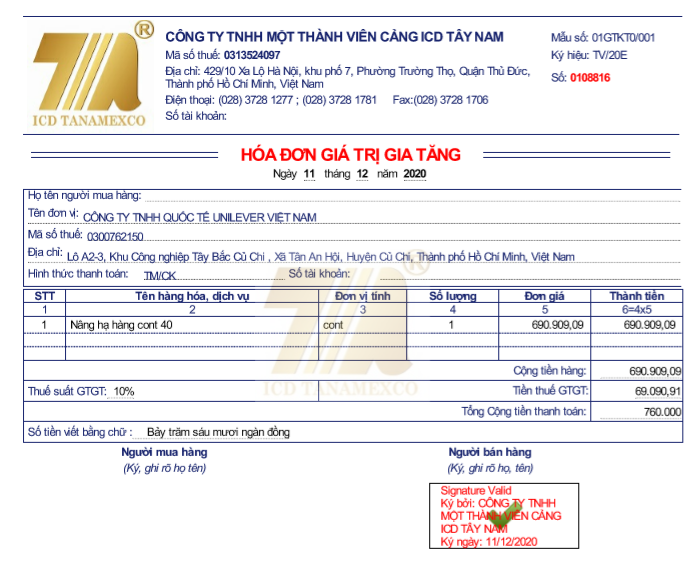 ®
ICD TANAMEXCO
CÔNG TY TNHH MỘT THÀNH VIÊN CẢNG ICD TÂY NAM
Mã số thuế: 0313524097
Địa chỉ: 429/10 Xa Lộ Hà Nội, khu phố 7, Phường Trường Thọ, Quận Thủ Đức,
Thành phố Hồ Chí Minh, Việt Nam
Điện thoại: (028) 3728 1277 ; (028) 3728 1781 Fax:(028) 3728 1706
Số tài khoản:
Mẫu số: 01GTKT0/001
Ký hiệu: TV/20E
Số: 0108816
HÓA ĐƠN GIÁ TRỊ GIA TĂNG
Ngày 11 tháng 12 năm 2020
Họ tên người mua hàng:
Tên đơn vị: CÔNG TY TNHH QUỐC TẾ UNILEVER VIỆT NAM
Mã số thuế: 0300762150
Địa chỉ: Lô A2-3, Khu Công nghiệp Tây Bắc Củ Chi , Xã Tân An Hội, Huyện Củ Chi, Thành phố Hồ Chí Minh, Việt Nam
Hình thức thanh toán: TM/CK Số tài khoản:
STT Tên hàng hóa, dịch vụ Đơn vị tính Số lượng Đơn giá Thành tiền
1 2 3 4 5 6=4x5
1 Nâng hạ hàng cont 40 cont 1 690.909,09 690.909,09
ICD TANAMEXCO
Cộng tiền hàng: 690.909,09
Thuế suất GTGT: 10% Tiền thuế GTGT: 69.090,91
Tổng Cộng tiền thanh toán: 760.000
Số tiền viết bằng chữ : Bảy trăm sáu mươi ngàn đồng
Người mua hàng Người bán hàng
(Ký, ghi rõ họ tên) (Ký, ghi rõ họ, tên)
Signature Valid
Ký bởi: CÔNG TY TNHH
MỘT THÀNH VIÊN CẢNG
ICD TÂY NAM
Ký ngày: 11/12/2020